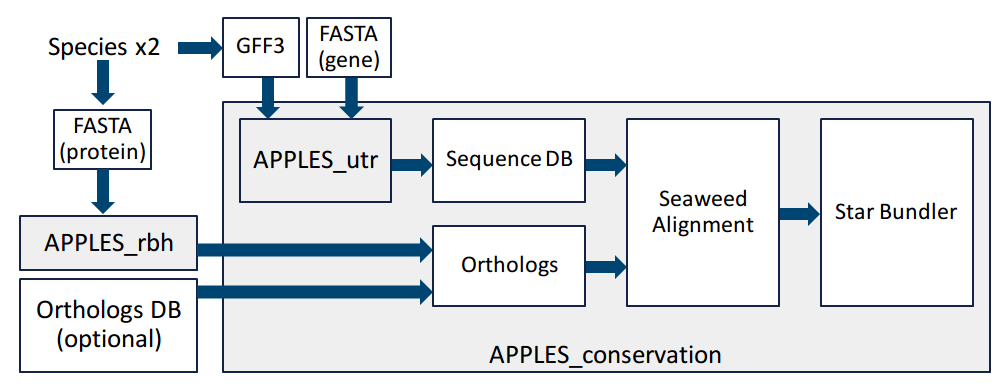 Species x2
GFF3
FASTA
(gene)
FASTA
(protein)
APPLES_utr
Sequence DB
Seaweed
Alignment
Star Bundler
APPLES_rbh
Orthologs
Orthologs DB
(optional)
APPLES_conservation